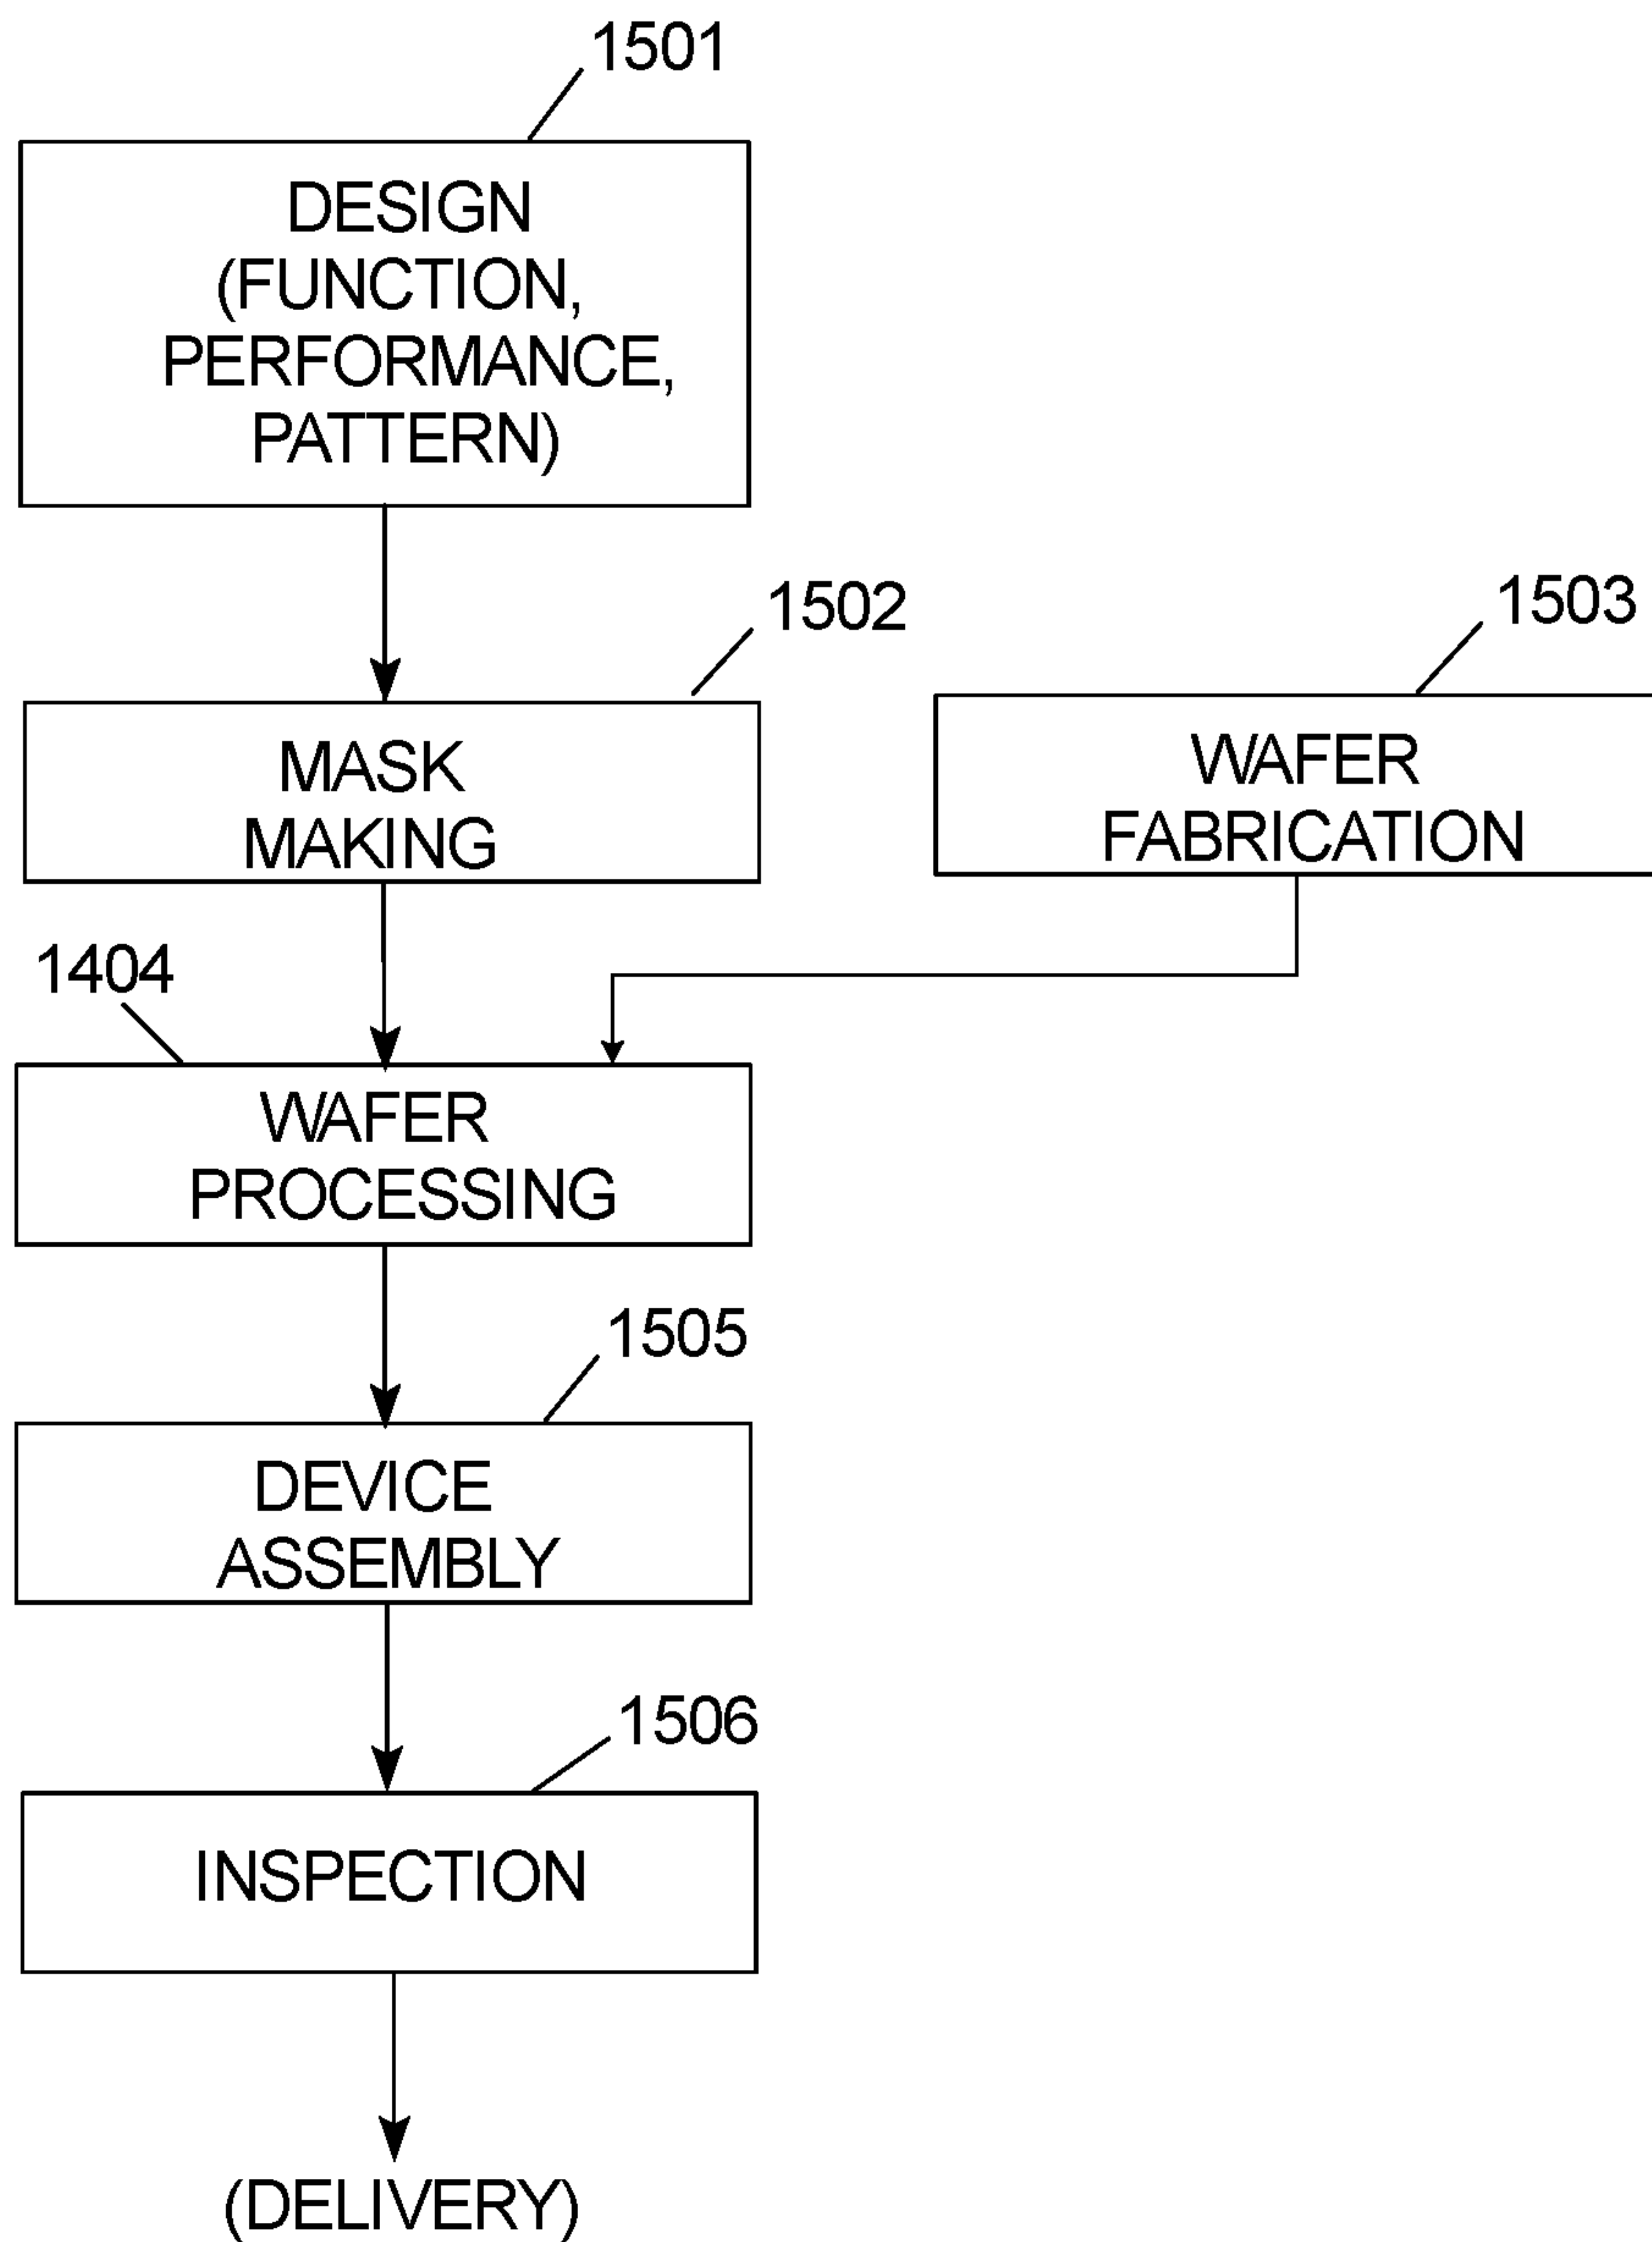 1501
DESIGN
(FUNCTION,
PERFORMANCE,
PATTERN)
1502
MASK
MAKING
1503
WAFER
FABRICATION
1404
WAFER
PROCESSING
1505
DEVICE
ASSEMBLY
1506
INSPECTION
(DELIVERY)